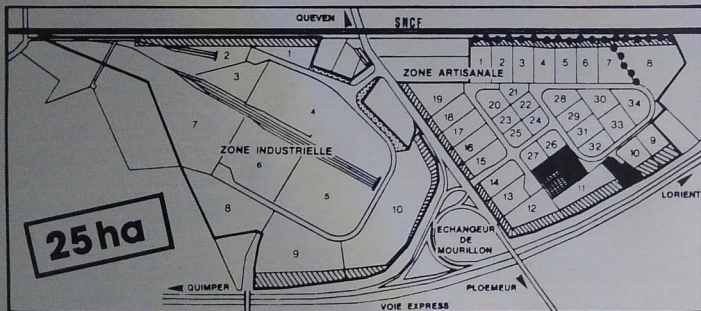 QUEVEN
SNCF
ZONE ARTISANALE
1 2 3 4 5 6 7 8
2 1
3
4
7
6
5
8
9
10
ZONE INDUSTRIELLE
19
18
17
16
15
14
13
12
11
20
21
22
23
24
25
26
27
28
29
30
31
32
33
34
9
10
25 ha
ECHANGEUR
DE
MOURILLON
LORIENT
QUIMPER
PLOEMEUR
VOIE EXPRESS